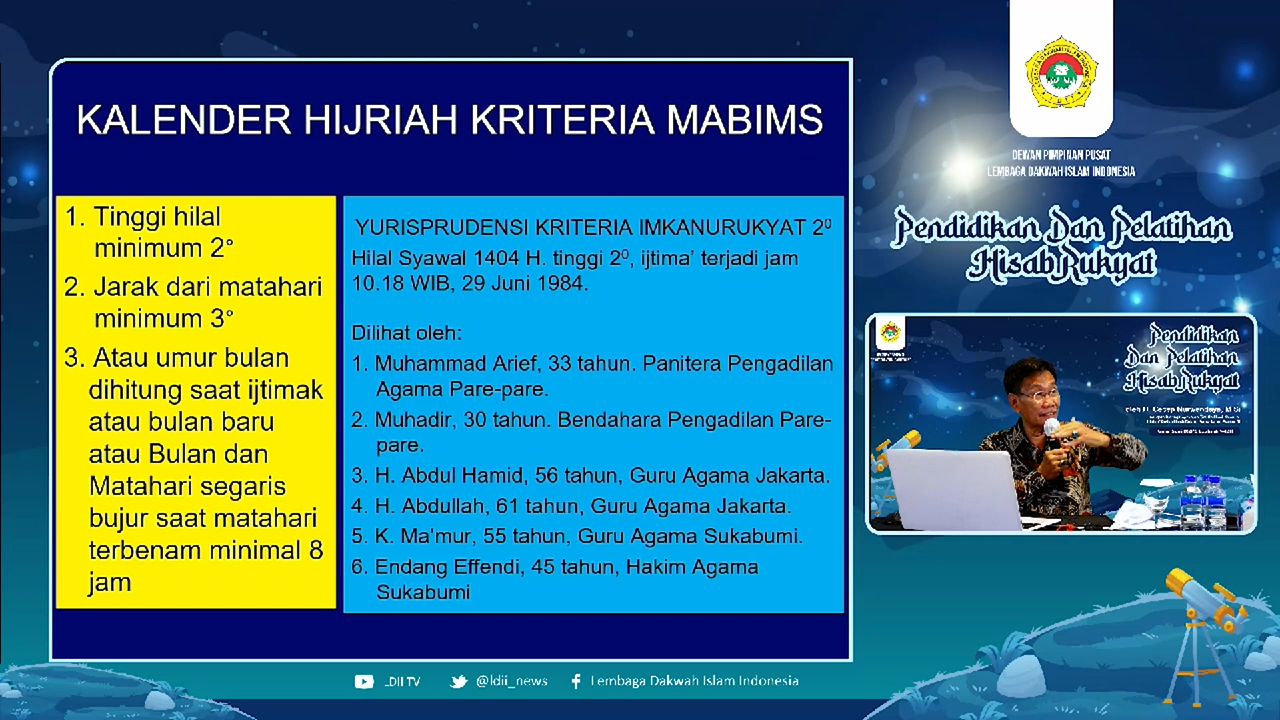 KALENDER HIJRIAH KRITERIA MABIMS
1. Tinggi hilal
minimum 2°
2. Jarak dari matahari
minimum 3°
3. Atau umur bulan
dihitung saat ijtimak
atau bulan baru
atau Bulan dan
Matahari segaris
bujur saat matahari
terbenam minimal 8
jam
YURISPRUDENSI KRITERIA IMKANURUKYAT 2⁰
Hilal Syawal 1404 H. tinggi 2⁰, ijtima’ terjadi jam
10.18 WIB, 29 Juni 1984.
Dilihat oleh:
1. Muhammad Arief, 33 tahun. Panitera Pengadilan
Agama Pare-pare.
2. Muhadir, 30 tahun. Bendahara Pengadilan Pare-
pare.
3. H. Abdul Hamid, 56 tahun, Guru Agama Jakarta.
4. H. Abdullah, 61 tahun, Guru Agama Jakarta.
5. K. Ma'mur, 55 tahun, Guru Agama Sukabumi.
6. Endang Effendi, 45 tahun, Hakim Agama
Sukabumi
DEWAN PIMPINAN PUSAT
LEMBAGA DAKWAH ISLAM INDONESIA
Pendidikan Dan Pelatihan
Hisab Rukyat
Pendidikan
Dan Pelatihan
Hisab Rukyat
LDII TV
@ldii_news
Lembaga Dakwah Islam Indonesia